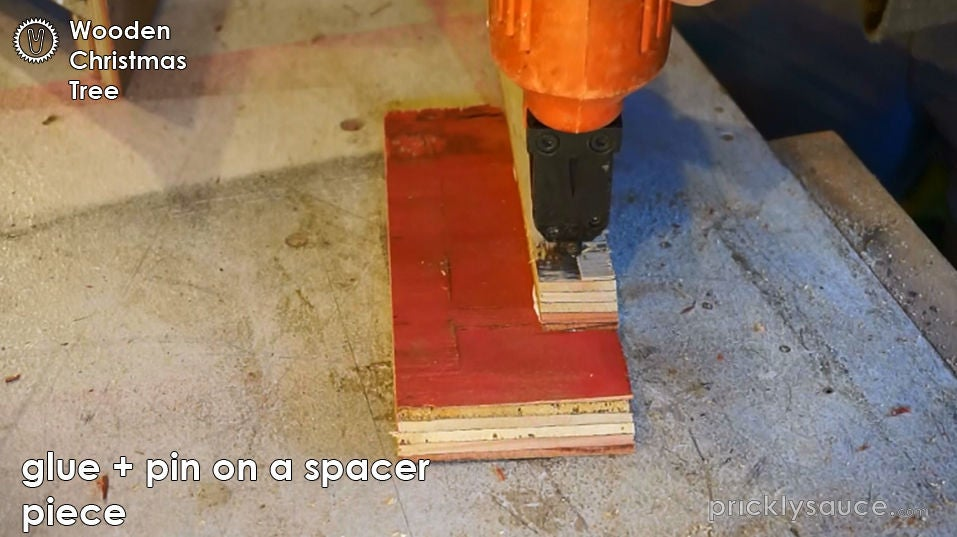 Wooden
Christmas
Tree
glue + pin on a spacer
piece
pricklysauce.com